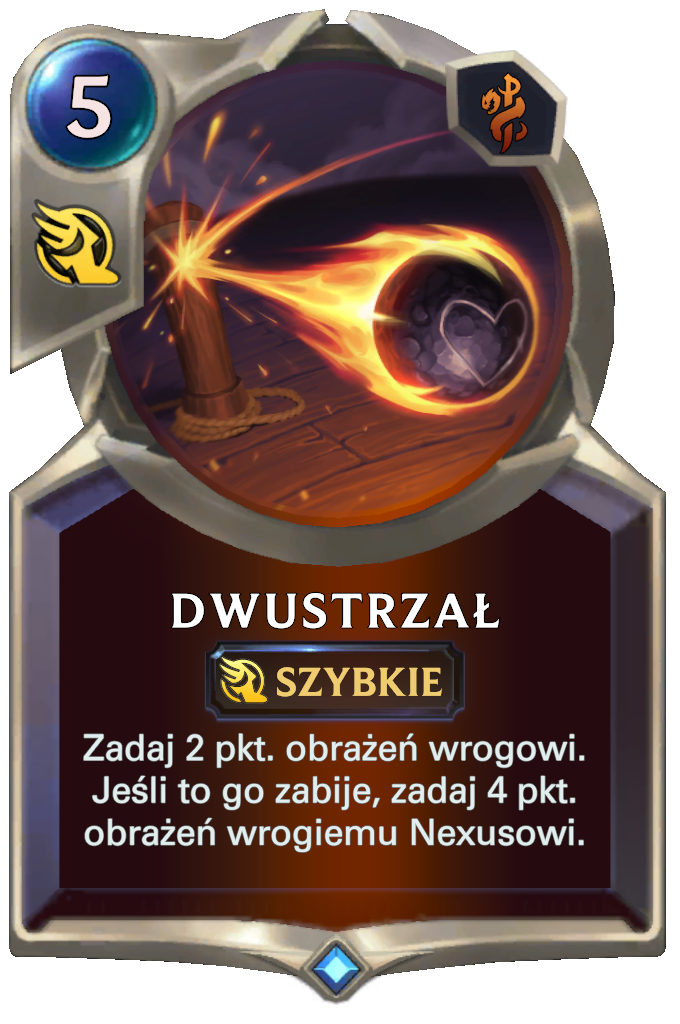 5
DWUSTRZAŁ
SZYBKIE
Zadaj 2 pkt. obrażeń wrogowi.
Jeśli to go zabije, zadaj 4 pkt.
obrażeń wrogiemu Nexusowi.